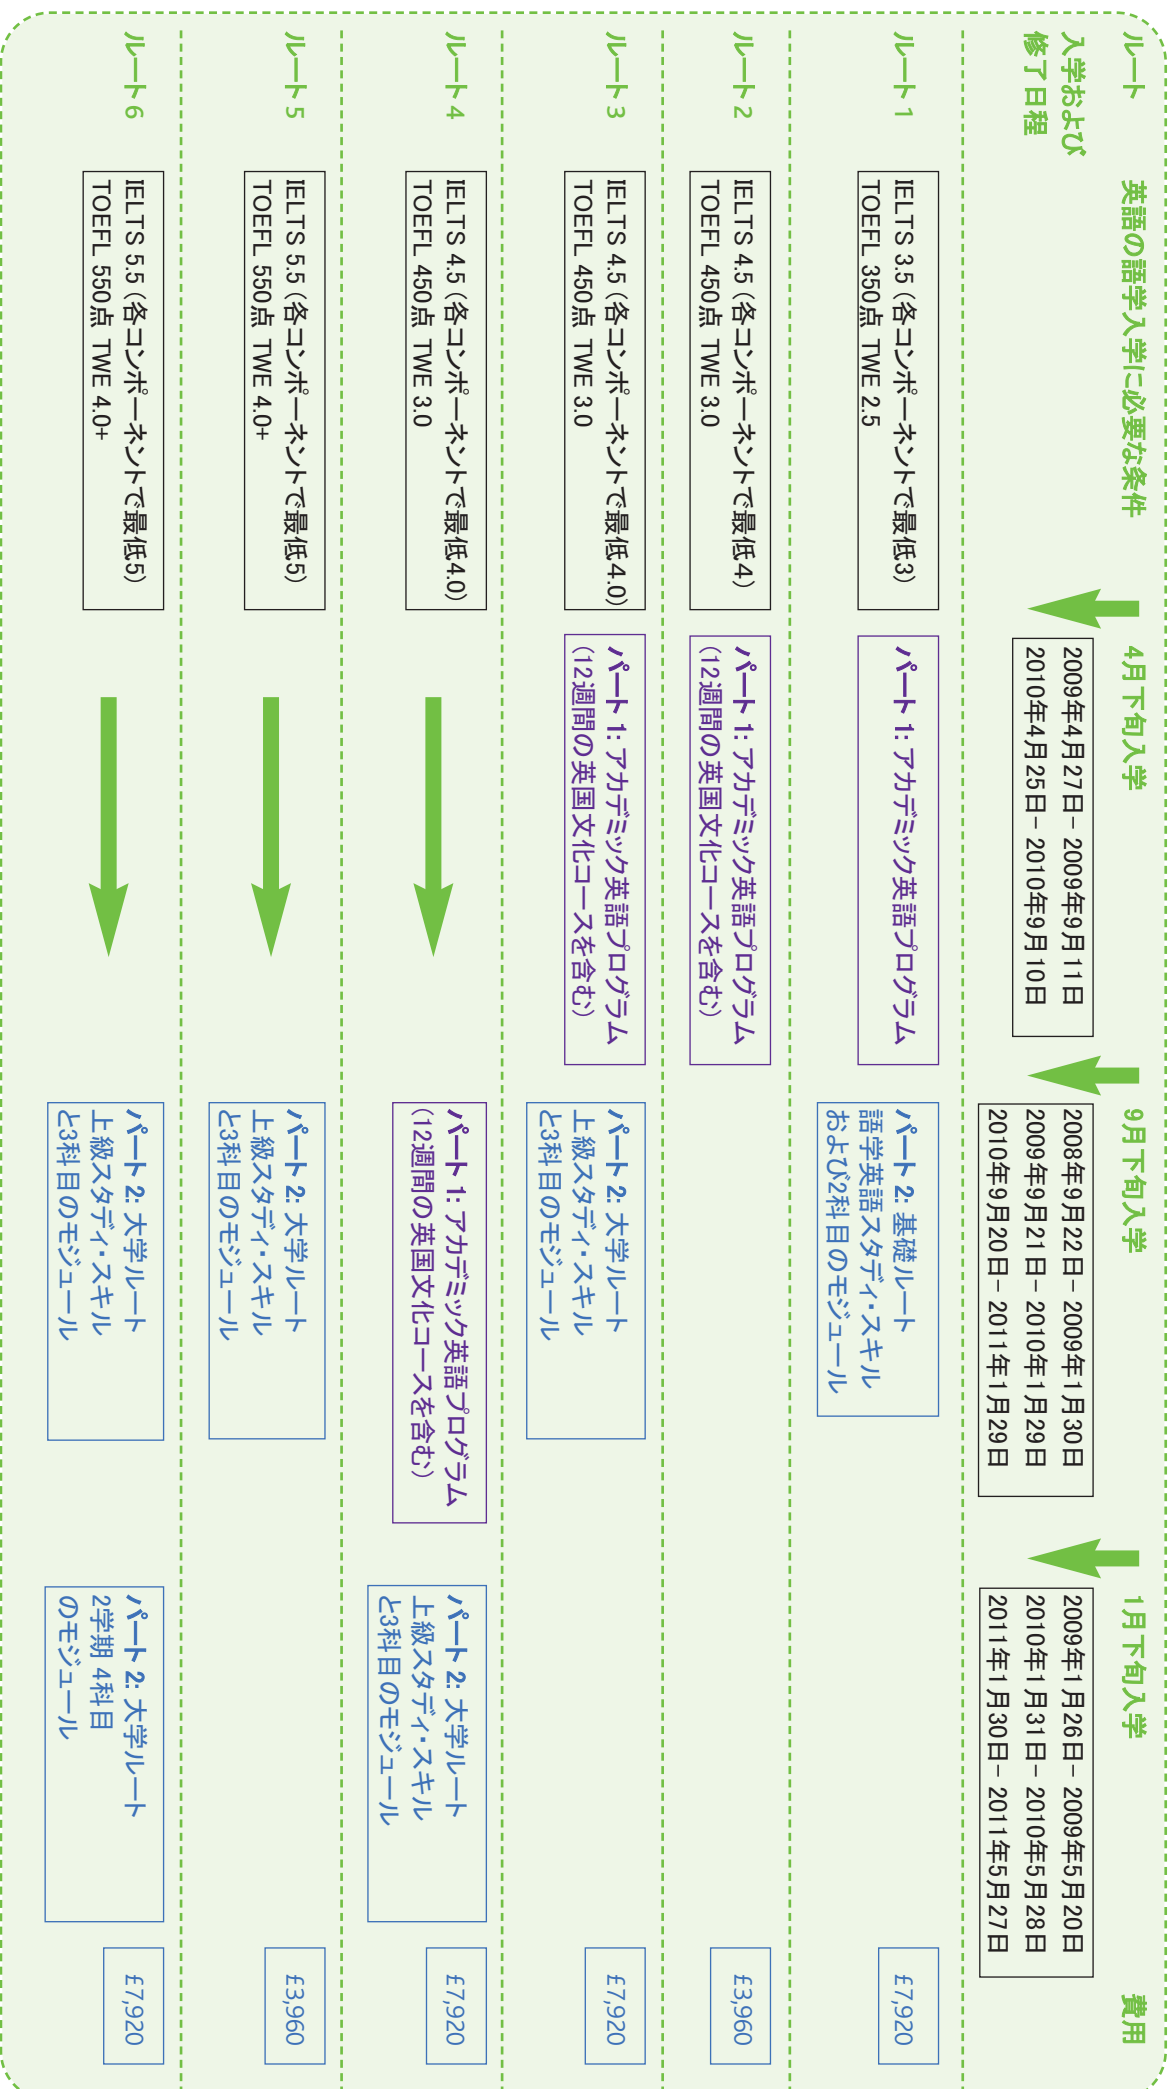 ルート
英語の語学入学に必要な条件
4月下旬入学
9月下旬入学
1月下旬入学
費用
入学および
修了日程
2009年4月27日– 2009年9月11日
2010年4月25日– 2010年9月10日
2008年9月22日– 2009年1月30日
2009年9月21日– 2010年1月29日
2010年9月20日– 2011年1月29日
2009年1月26日– 2009年5月20日
2010年1月31日– 2010年5月28日
2011年1月30日– 2011年5月27日
ルート 1
IELTS 3.5 (各コンポーネントで最低3)
TOEFL 350点 TWE 2.5
パート 1: アカデミック英語プログラム
パート 2: 基礎ルート
語学英語スタディ・スキル
および2科目のモジュール
£7,920
ルート 2
IELTS 4.5 (各コンポーネントで最低4)
TOEFL 450点 TWE 3.0
パート 1: アカデミック英語プログラム
(12週間の英国文化コースを含む)
£3,960
ルート 3
IELTS 4.5 (各コンポーネントで最低4.0)
TOEFL 450点 TWE 3.0
パート 1: アカデミック英語プログラム
(12週間の英国文化コースを含む)
パート 2: 大学ルート
上級スタディ・スキル
と3科目のモジュール
£7,920
ルート 4
IELTS 4.5 (各コンポーネントで最低4.0)
TOEFL 450点 TWE 3.0
パート 1: アカデミック英語プログラム
(12週間の英国文化コースを含む)
パート 2: 大学ルート
上級スタディ・スキル
と3科目のモジュール
£7,920
ルート 5
IELTS 5.5 (各コンポーネントで最低5)
TOEFL 550点 TWE 4.0+
パート 2: 大学ルート
上級スタディ・スキル
と3科目のモジュール
£3,960
ルート 6
IELTS 5.5 (各コンポーネントで最低5)
TOEFL 550点 TWE 4.0+
パート 2: 大学ルート
上級スタディ・スキル
と3科目のモジュール
パート 2: 大学ルート
2学期 4科目
のモジュール
£7,920